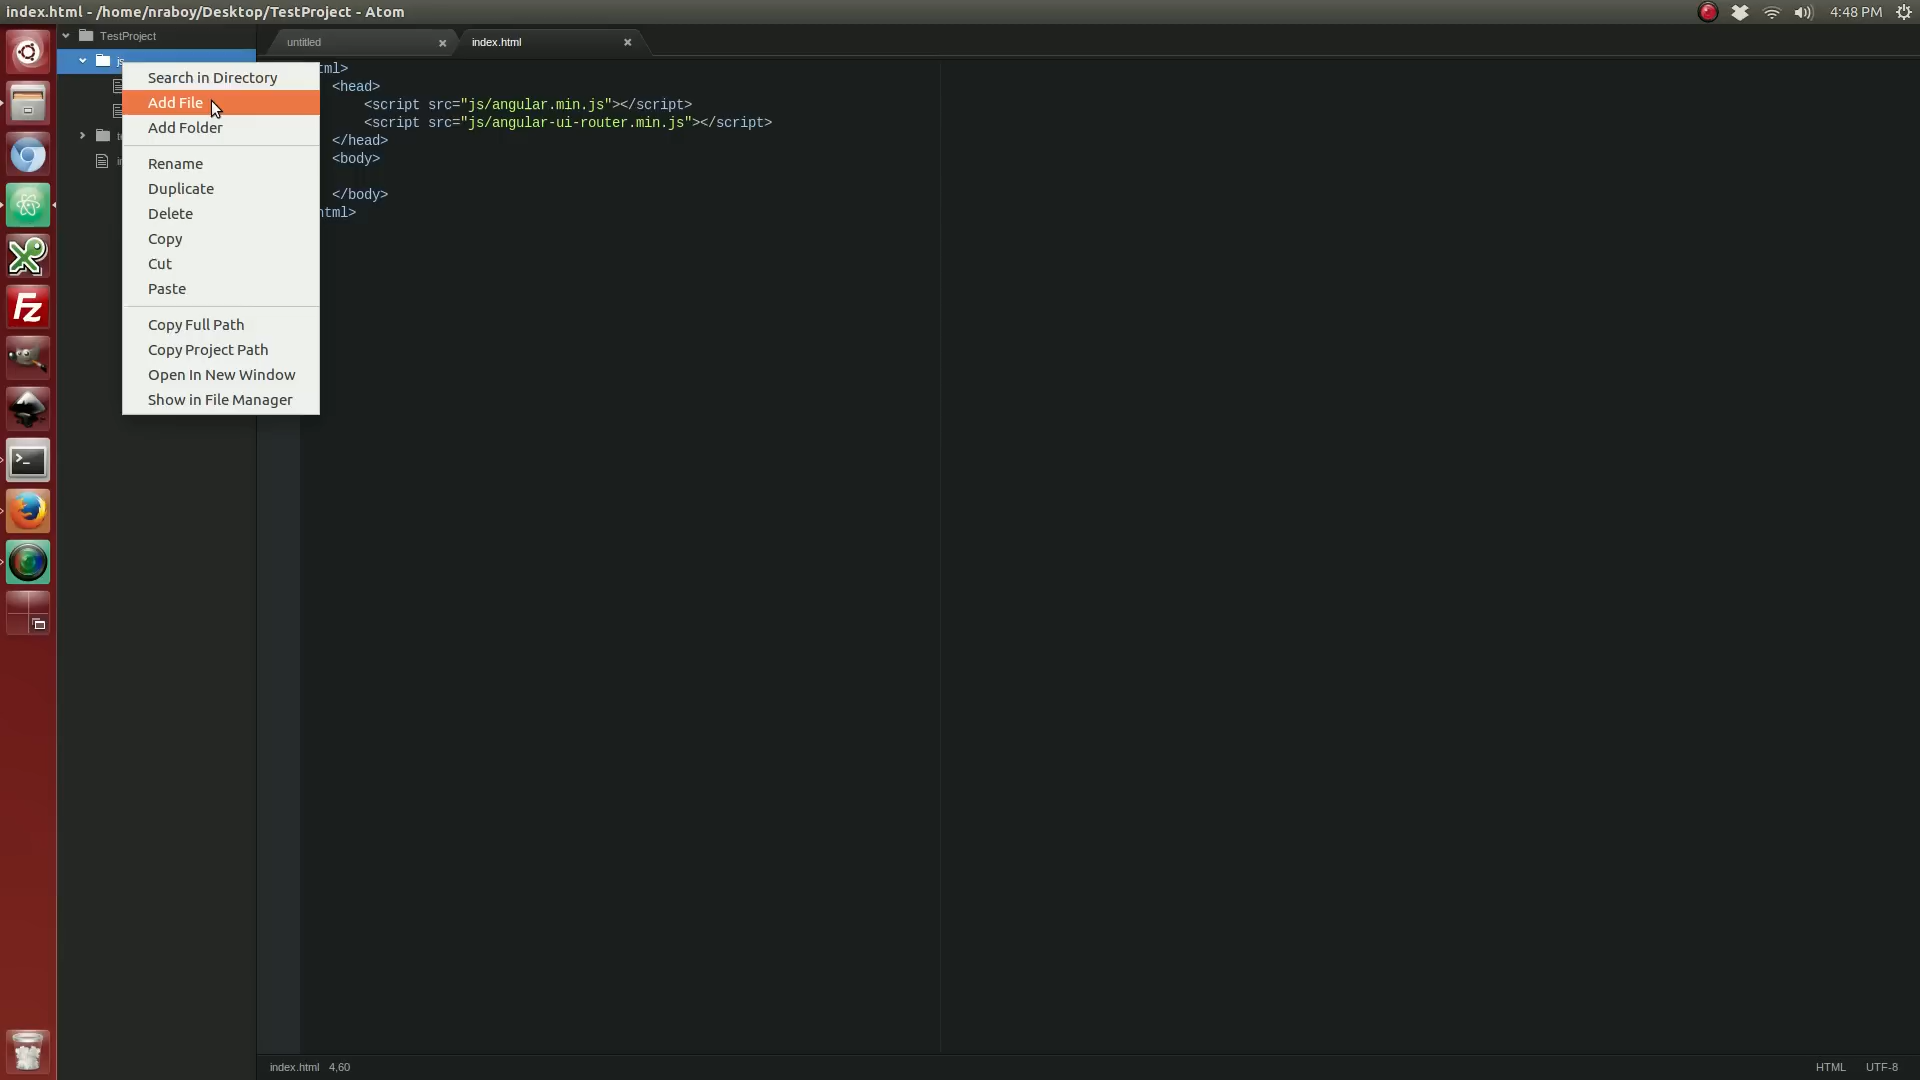 index.html - /home/nraboy/Desktop/TestProject - Atom
4:48 PM
TestProject
js
untitled
index.html
Search in Directory
Add File
Add Folder
Rename
Duplicate
Delete
Copy
Cut
Paste
Copy Full Path
Copy Project Path
Open In New Window
Show in File Manager
tml>
<head>
<script src="js/angular.min.js"></script>
<script src="js/angular-ui-router.min.js"></script>
</head>
<body>
</body>
html>
Fz
index.html 4,60
HTML UTF-8